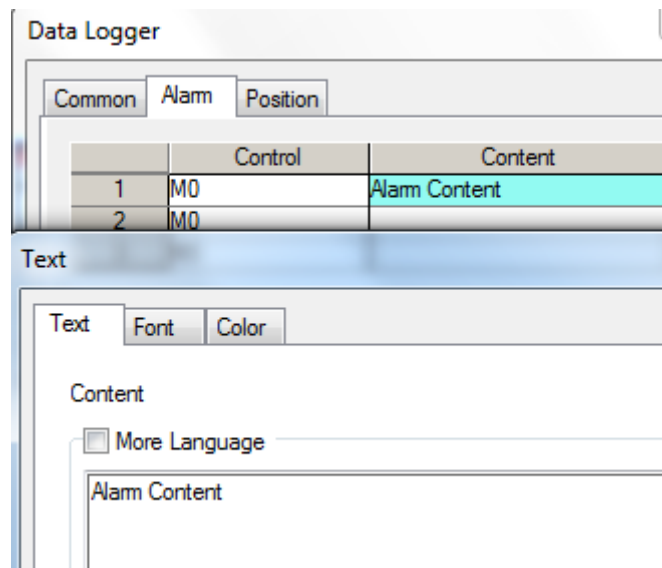 Data Logger
Common Alarm Position
Control Content
1 M0 Alarm Content
2 M0
Text
Text Font Color
Content
More Language
Alarm Content